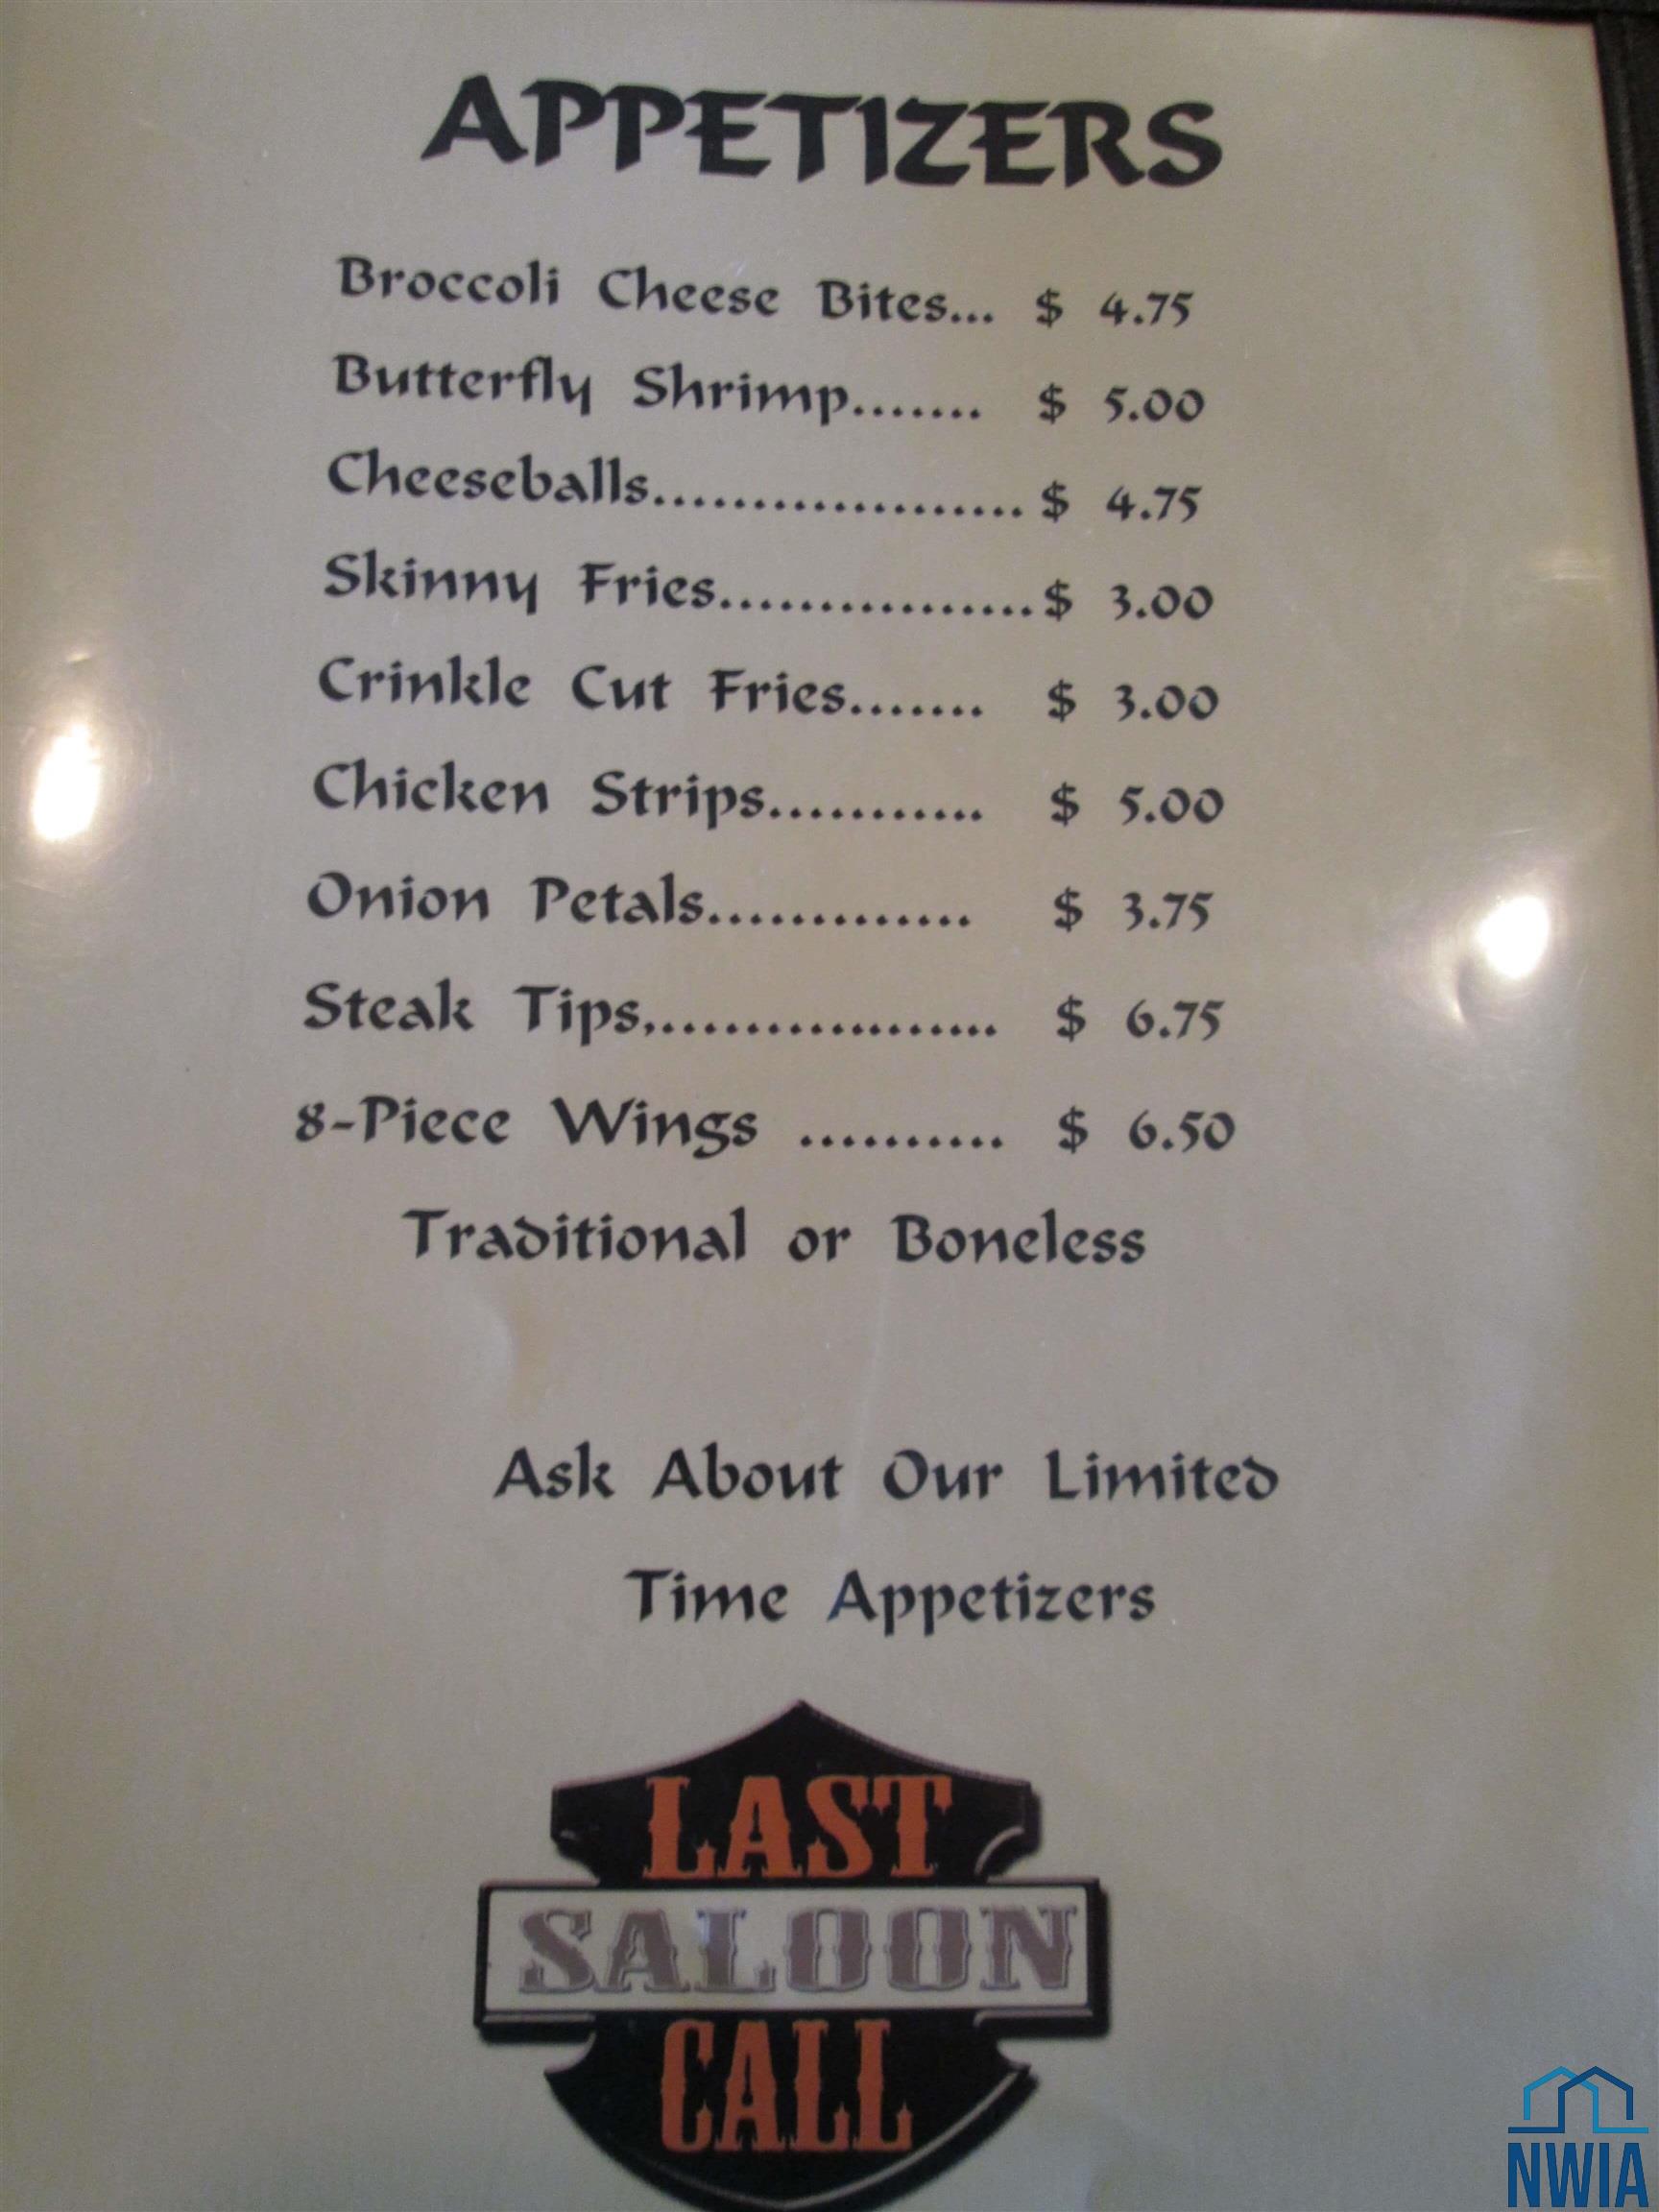 APPETIZERS
Broccoli Cheese Bites... $ 4.75
Butterfly Shrimp....... $ 5.00
Cheeseballs................... $ 4.75
Skinny Fries................ $ 3.00
Crinkle Cut Fries....... $ 3.00
Chicken Strips........... $ 5.00
Onion Petals............. $ 3.75
Steak Tips,.................. $ 6.75
8-Piece Wings .......... $ 6.50
Traditional or Boneless
Ask About Our Limited
Time Appetizers
LAST
SALOON
CALL
NWIA